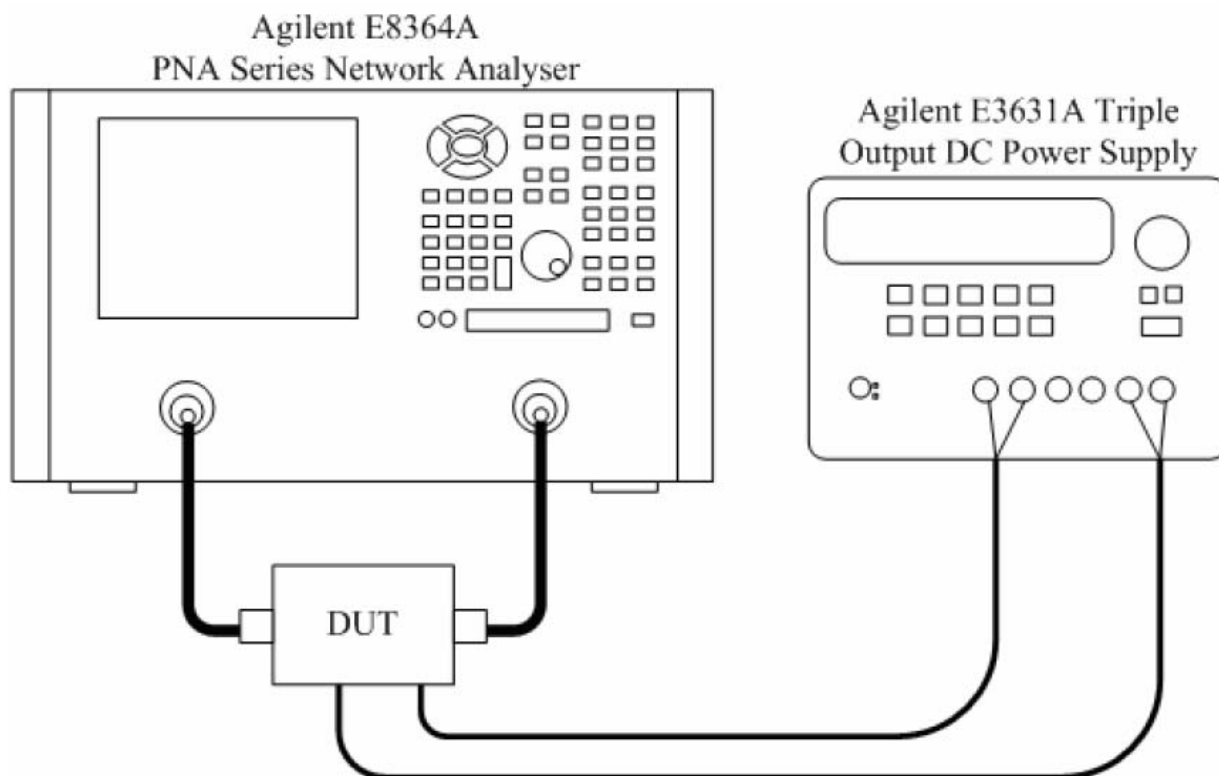 Agilent E8364A
PNA Series Network Analyser
Agilent E3631A Triple
Output DC Power Supply
DUT